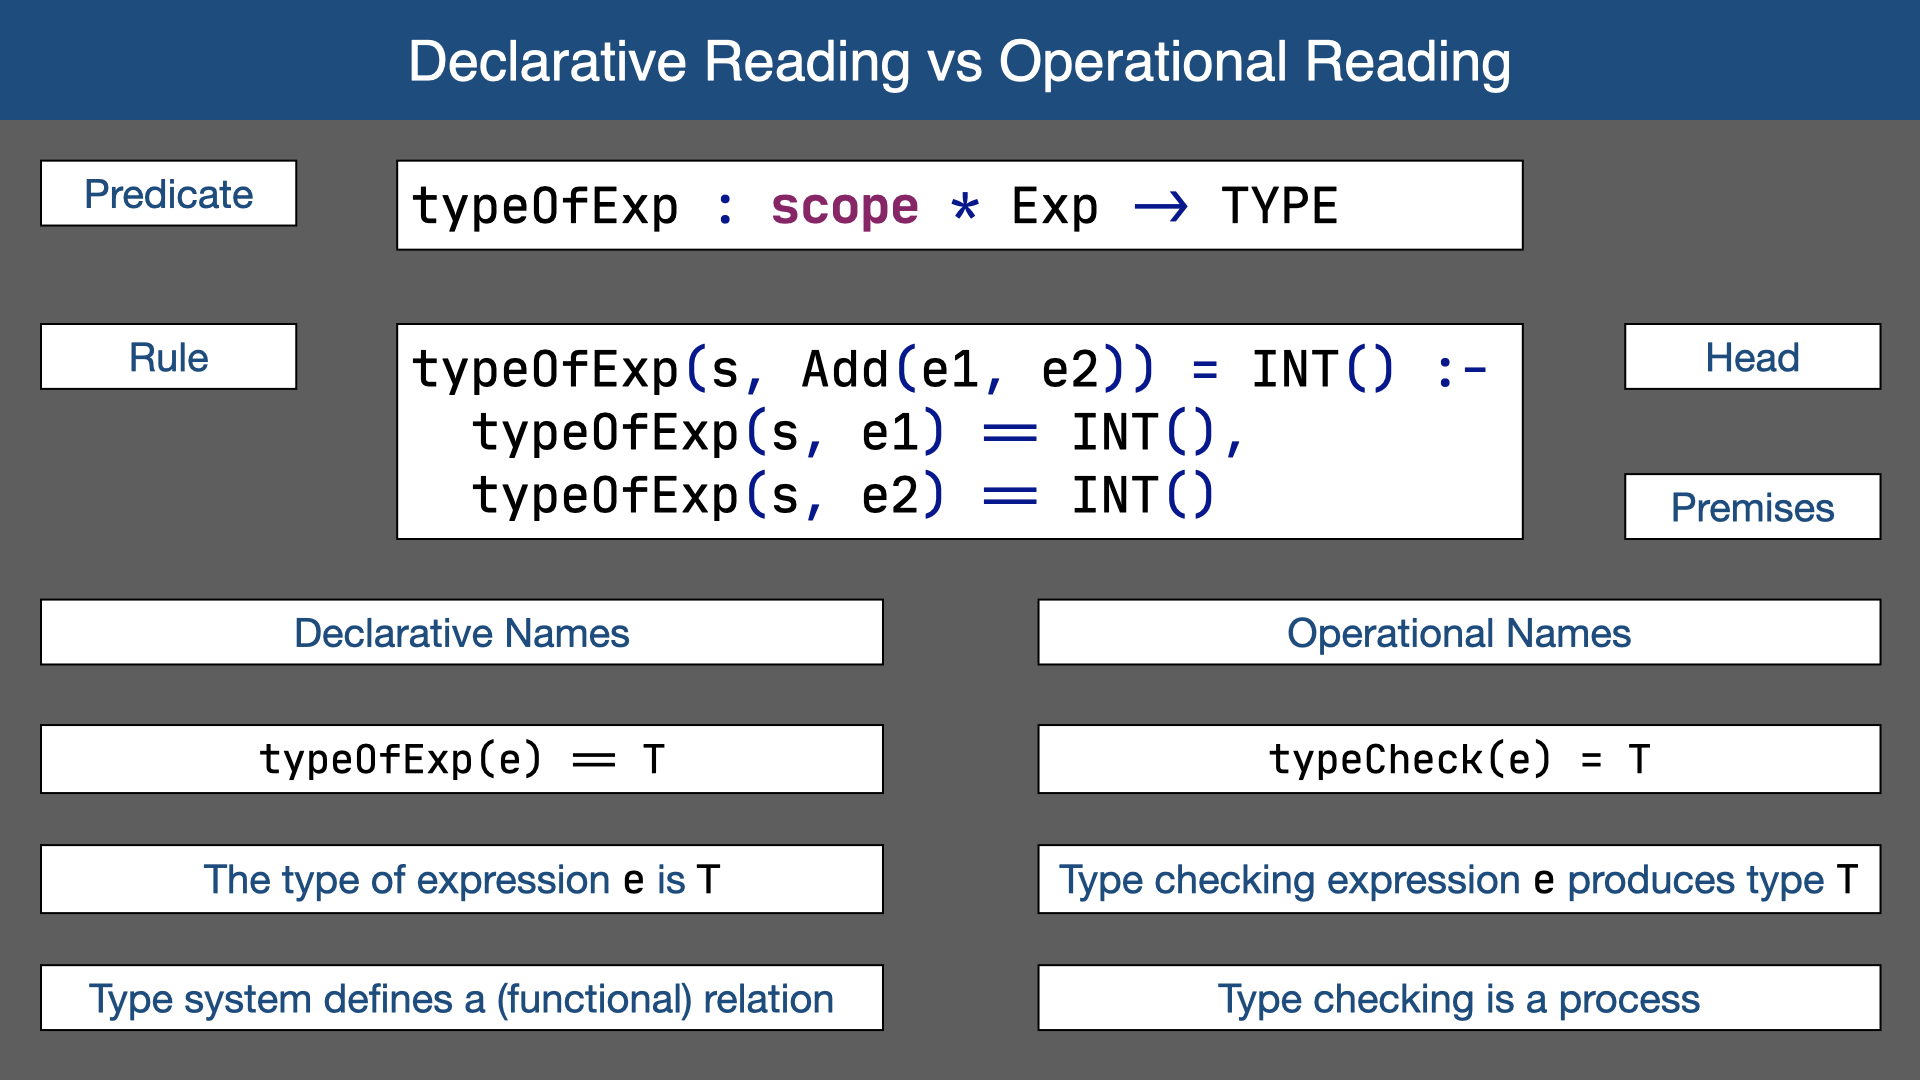 Declarative Reading vs Operational Reading
Predicate
typeOfExp : scope * Exp → TYPE
Rule
typeOfExp(s, Add(e1, e2)) = INT() :-
typeOfExp(s, e1) == INT(),
typeOfExp(s, e2) == INT()
Head
Premises
Declarative Names
Operational Names
typeOfExp(e) == T
typeCheck(e) = T
The type of expression e is T
Type checking expression e produces type T
Type system defines a (functional) relation
Type checking is a process